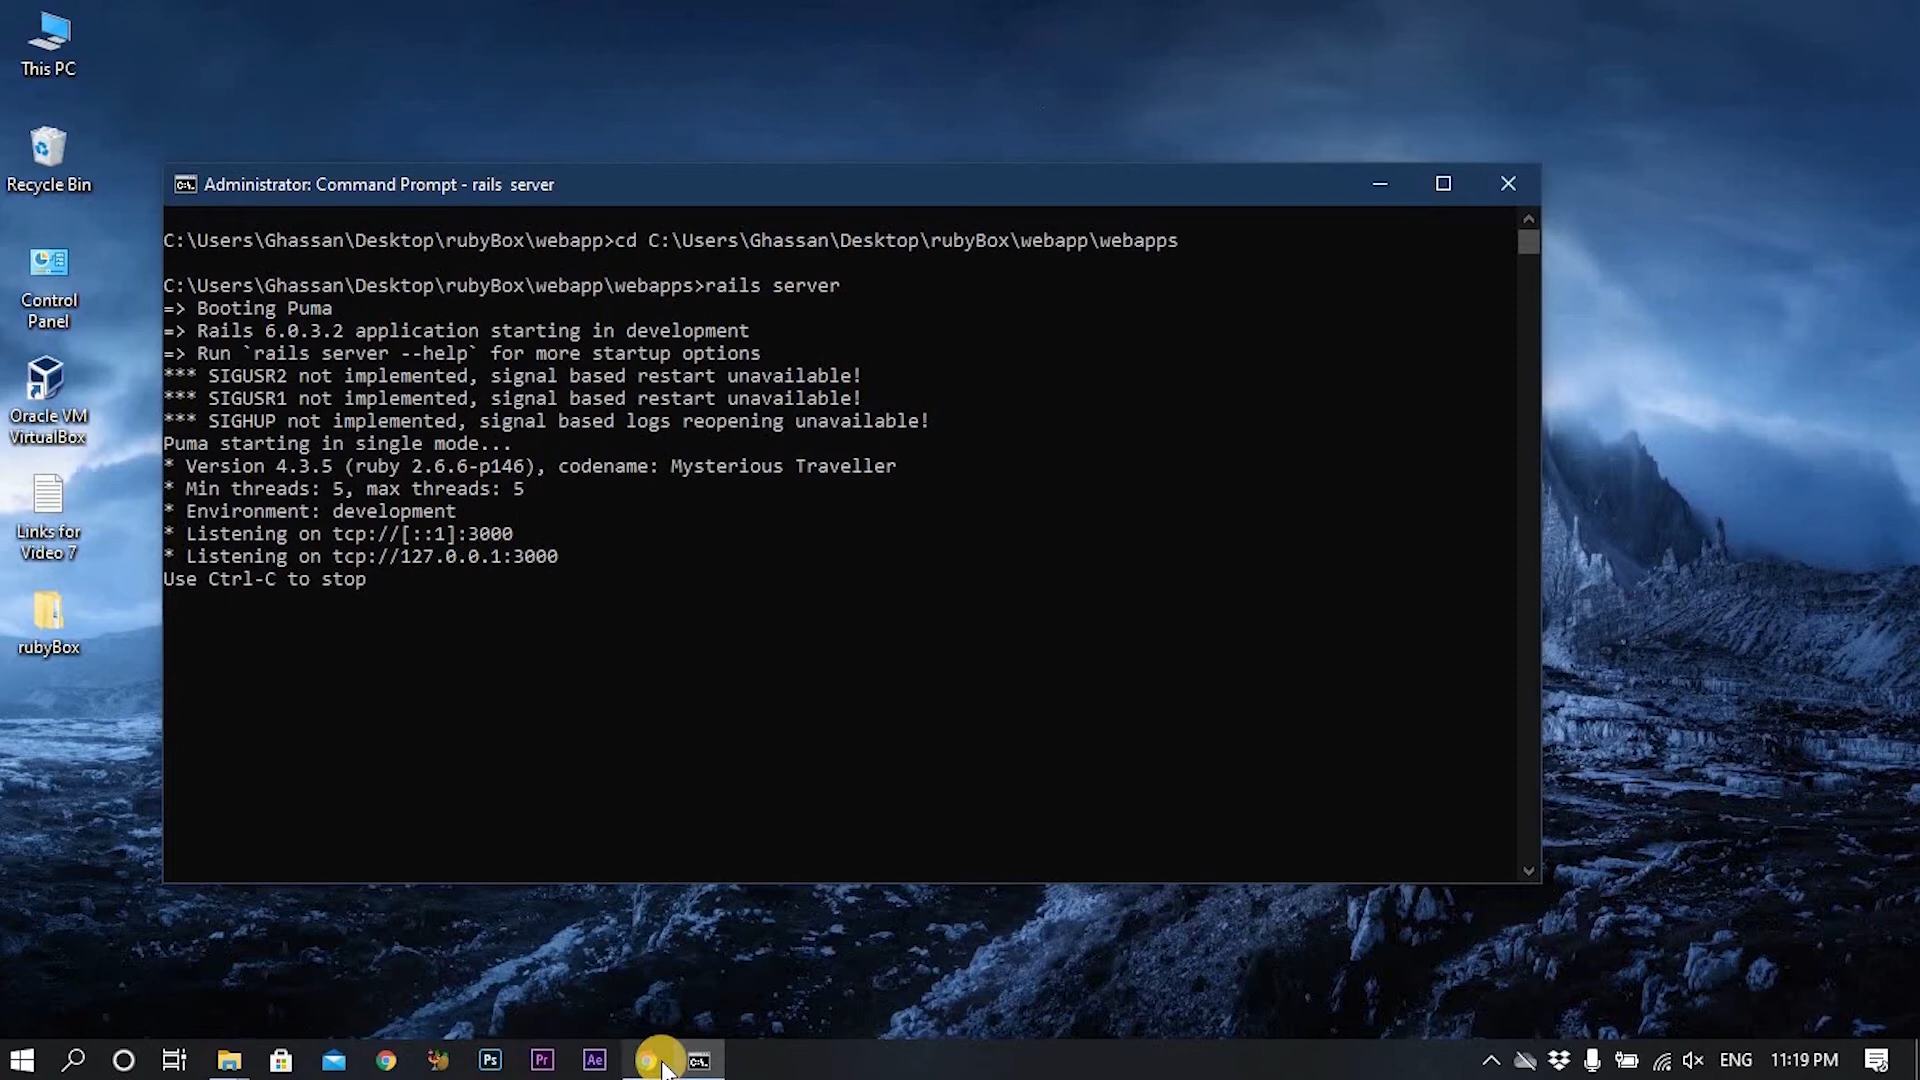 This PC
Recycle Bin
Control
Panel
Oracle VM
VirtualBox
Links for
Video 7
rubyBox
Administrator: Command Prompt - rails  server
C:\Users\Ghassan\Desktop\rubyBox\webapp>cd C:\Users\Ghassan\Desktop\rubyBox\webapp\webapps
C:\Users\Ghassan\Desktop\rubyBox\webapp\webapps>rails server
=> Booting Puma
=> Rails 6.0.3.2 application starting in development
=> Run `rails server --help` for more startup options
*** SIGUSR2 not implemented, signal based restart unavailable!
*** SIGUSR1 not implemented, signal based restart unavailable!
*** SIGHUP not implemented, signal based logs reopening unavailable!
Puma starting in single mode...
* Version 4.3.5 (ruby 2.6.6-p146), codename: Mysterious Traveller
* Min threads: 5, max threads: 5
* Environment: development
* Listening on tcp://[::1]:3000
* Listening on tcp://127.0.0.1:3000
Use Ctrl-C to stop
Ps
Pr
Ae
C:\.
ENG
11:19 PM